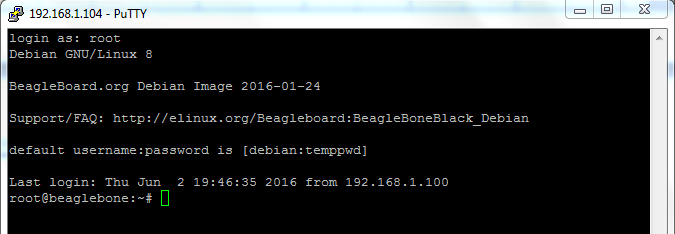 192.168.1.104 - PuTTY
login as: root
Debian GNU/Linux 8
BeagleBoard.org Debian Image 2016-01-24
Support/FAQ: http://elinux.org/Beagleboard:BeagleBoneBlack_Debian
default username:password is [debian:temppwd]
Last login: Thu Jun  2 19:46:35 2016 from 192.168.1.100
root@beaglebone:~#